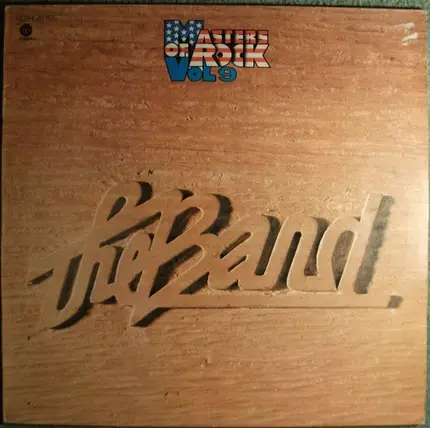 MASTERS
OF ROCK
VOL 9
the Band